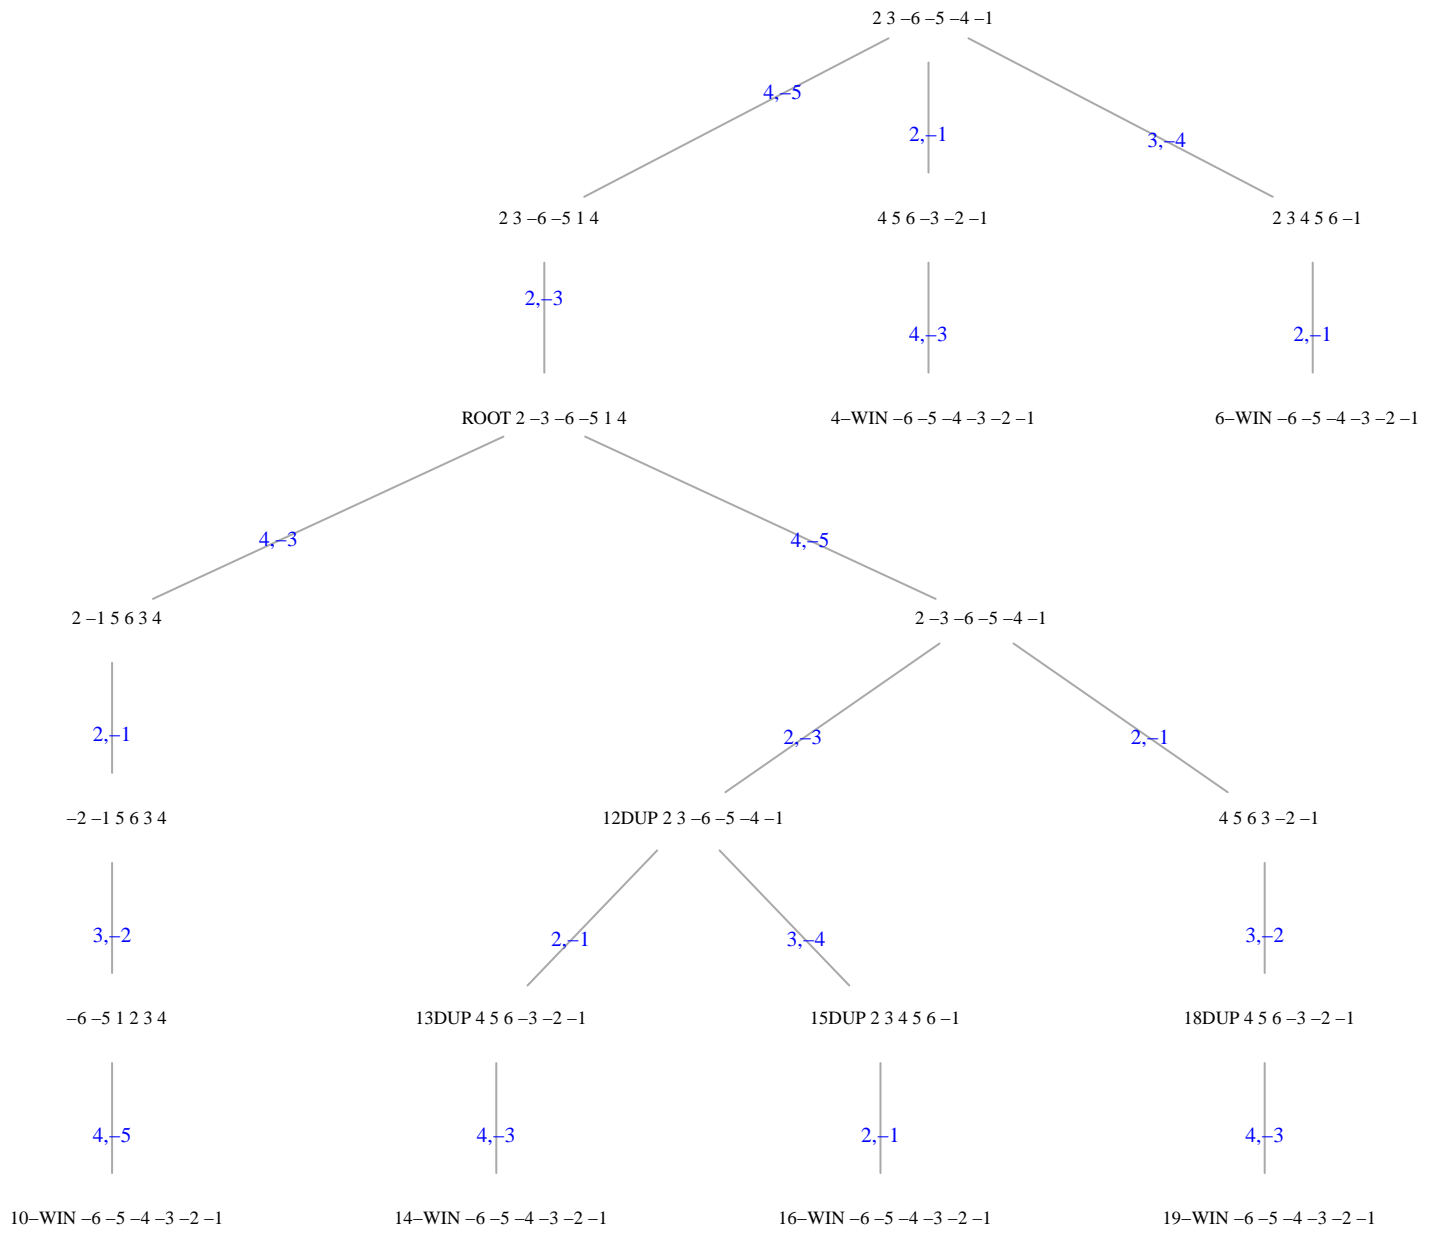 2 3 –6 –5 –4 –1
4,–5
2,–1
3,–4
2 3 –6 –5 1 4
4 5 6 –3 –2 –1
2 3 4 5 6 –1
2,–3
4,–3
2,–1
ROOT 2 –3 –6 –5 1 4
4–WIN –6 –5 –4 –3 –2 –1
6–WIN –6 –5 –4 –3 –2 –1
4,–3
4,–5
2 –1 5 6 3 4
2 –3 –6 –5 –4 –1
2,–1
2,–3
2,–1
–2 –1 5 6 3 4
12DUP 2 3 –6 –5 –4 –1
4 5 6 3 –2 –1
3,–2
2,–1
3,–4
3,–2
–6 –5 1 2 3 4
13DUP 4 5 6 –3 –2 –1
15DUP 2 3 4 5 6 –1
18DUP 4 5 6 –3 –2 –1
4,–5
4,–3
2,–1
4,–3
10–WIN –6 –5 –4 –3 –2 –1
14–WIN –6 –5 –4 –3 –2 –1
16–WIN –6 –5 –4 –3 –2 –1
19–WIN –6 –5 –4 –3 –2 –1